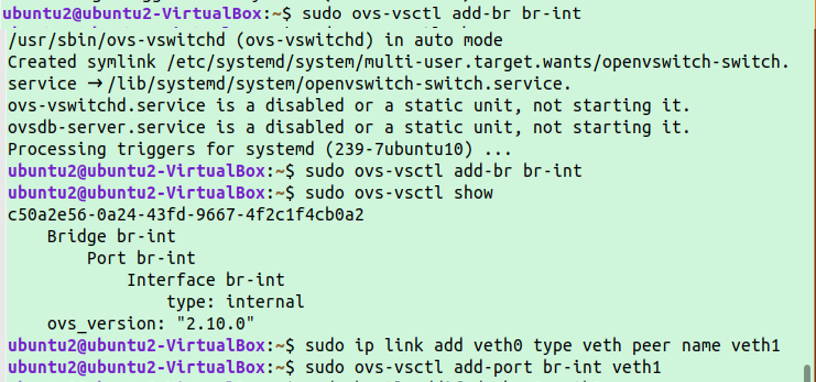 ubuntu2@ubuntu2-VirtualBox:~$ sudo ovs-vsctl add-br br-int
/usr/sbin/ovs-vswitchd (ovs-vswitchd) in auto mode
Created symlink /etc/systemd/system/multi-user.target.wants/openvswitch-switch.
service → /lib/systemd/system/openvswitch-switch.service.
ovs-vswitchd.service is a disabled or a static unit, not starting it.
ovsdb-server.service is a disabled or a static unit, not starting it.
Processing triggers for systemd (239-7ubuntu10) ...
ubuntu2@ubuntu2-VirtualBox:~$ sudo ovs-vsctl add-br br-int
ubuntu2@ubuntu2-VirtualBox:~$ sudo ovs-vsctl show
c50a2e56-0a24-43fd-9667-4f2c1f4cb0a2
    Bridge br-int
        Port br-int
            Interface br-int
                type: internal
    ovs_version: "2.10.0"
ubuntu2@ubuntu2-VirtualBox:~$ sudo ip link add veth0 type veth peer name veth1
ubuntu2@ubuntu2-VirtualBox:~$ sudo ovs-vsctl add-port br-int veth1